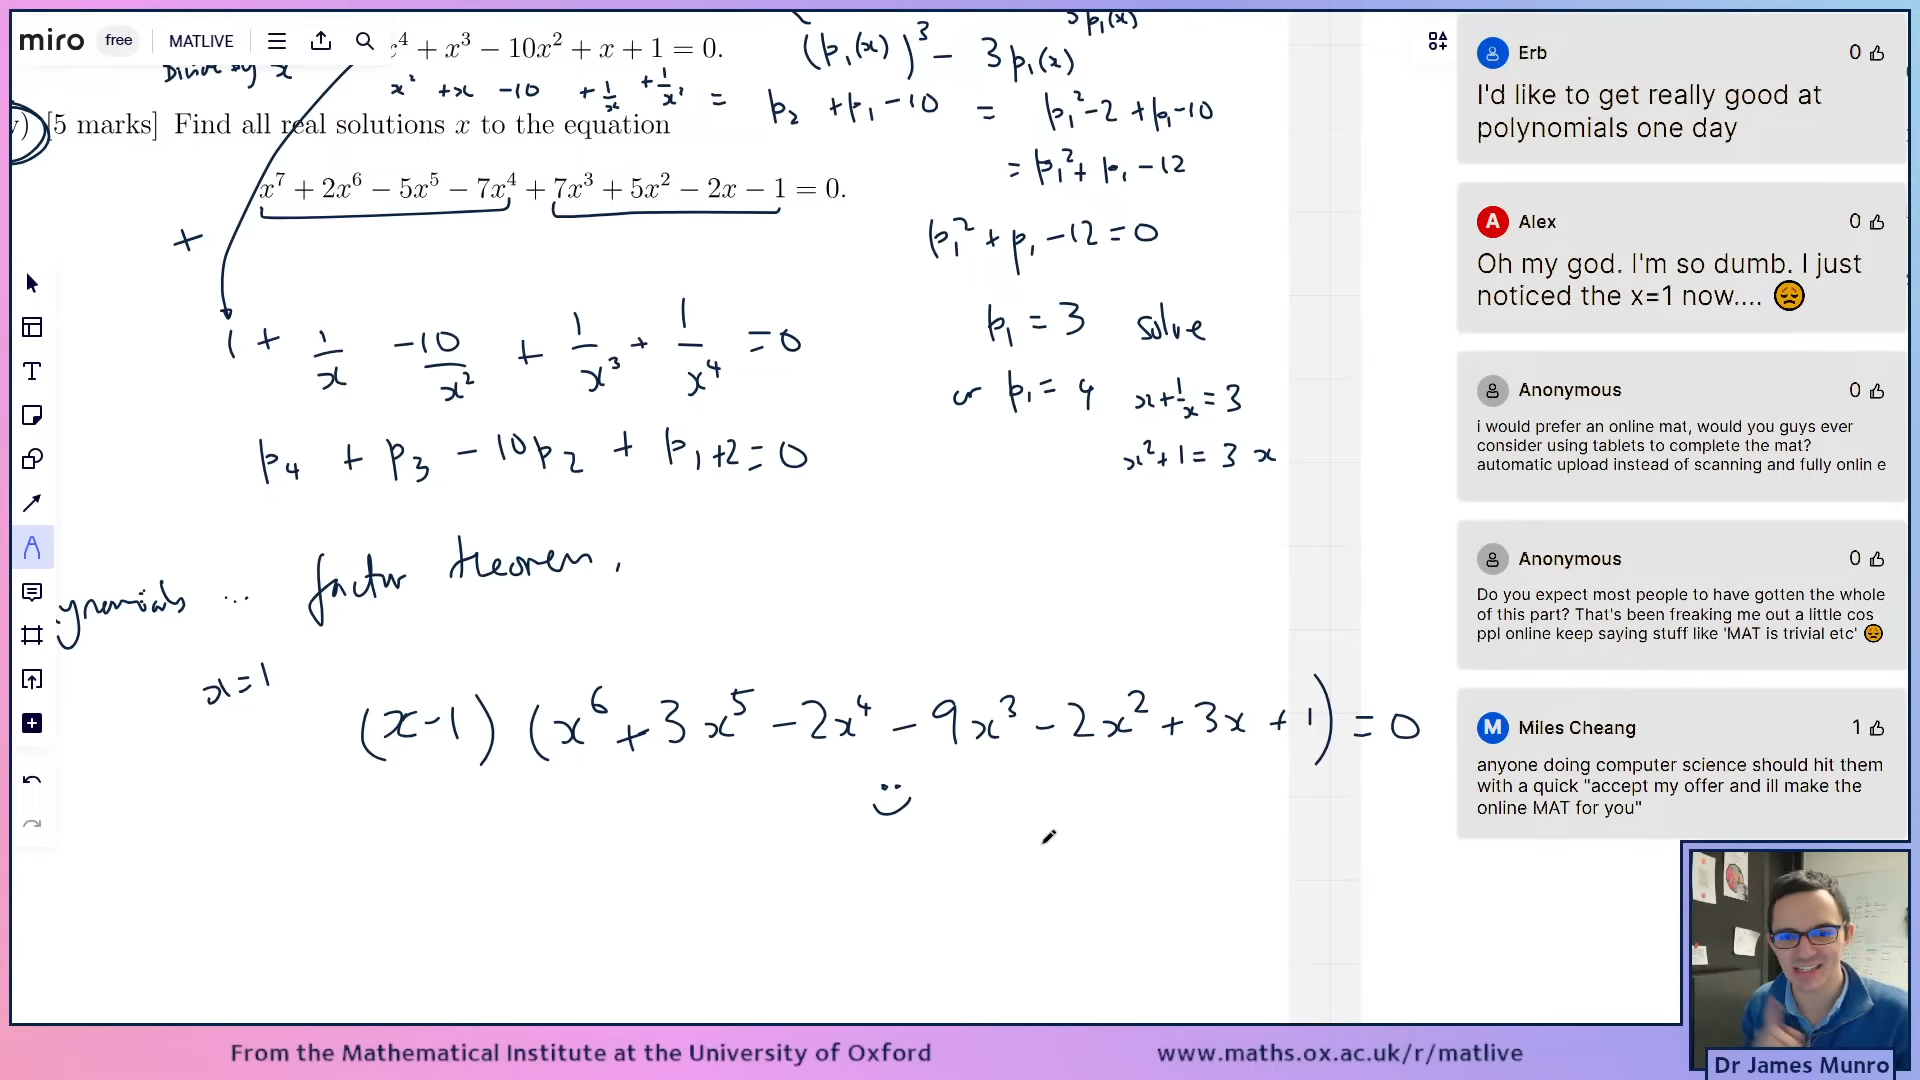 miro free MATLIVE
x⁴ + x³ − 10x² + x + 1 = 0.
Divide by x
x² + x − 10 + 1/x + 1/x² = p₂ + p₁ − 10 = p₁² − 2 + p₁ − 10
= p₁² + p₁ − 12
3p₁(x)
(p₁(x))³ − 3p₁(x)
v) [5 marks] Find all real solutions x to the equation
x⁷ + 2x⁶ − 5x⁵ − 7x⁴ + 7x³ + 5x² − 2x − 1 = 0.
+
p₁² + p₁ − 12 = 0
1 + 1/x −10/x² + 1/x³ + 1/x⁴ = 0
p₁ = 3 solve
or p₁ = 4 x + 1/x = 3
x² + 1 = 3x
p₄ + p₃ − 10p₂ + p₁ + 2 = 0
ynomials ... factor theorem,
x = 1
(x−1) (x⁶ + 3x⁵ − 2x⁴ − 9x³ − 2x² + 3x + 1) = 0
Erb 0
I'd like to get really good at
polynomials one day
A Alex 0
Oh my god. I'm so dumb. I just
noticed the x=1 now.... 😔
Anonymous 0
i would prefer an online mat, would you guys ever
consider using tablets to complete the mat?
automatic upload instead of scanning and fully onlin e
Anonymous 0
Do you expect most people to have gotten the whole
of this part? That's been freaking me out a little cos
ppl online keep saying stuff like 'MAT is trivial etc' 😔
M Miles Cheang 1
anyone doing computer science should hit them
with a quick "accept my offer and ill make the
online MAT for you"
From the Mathematical Institute at the University of Oxford
www.maths.ox.ac.uk/r/matlive
Dr James Munro